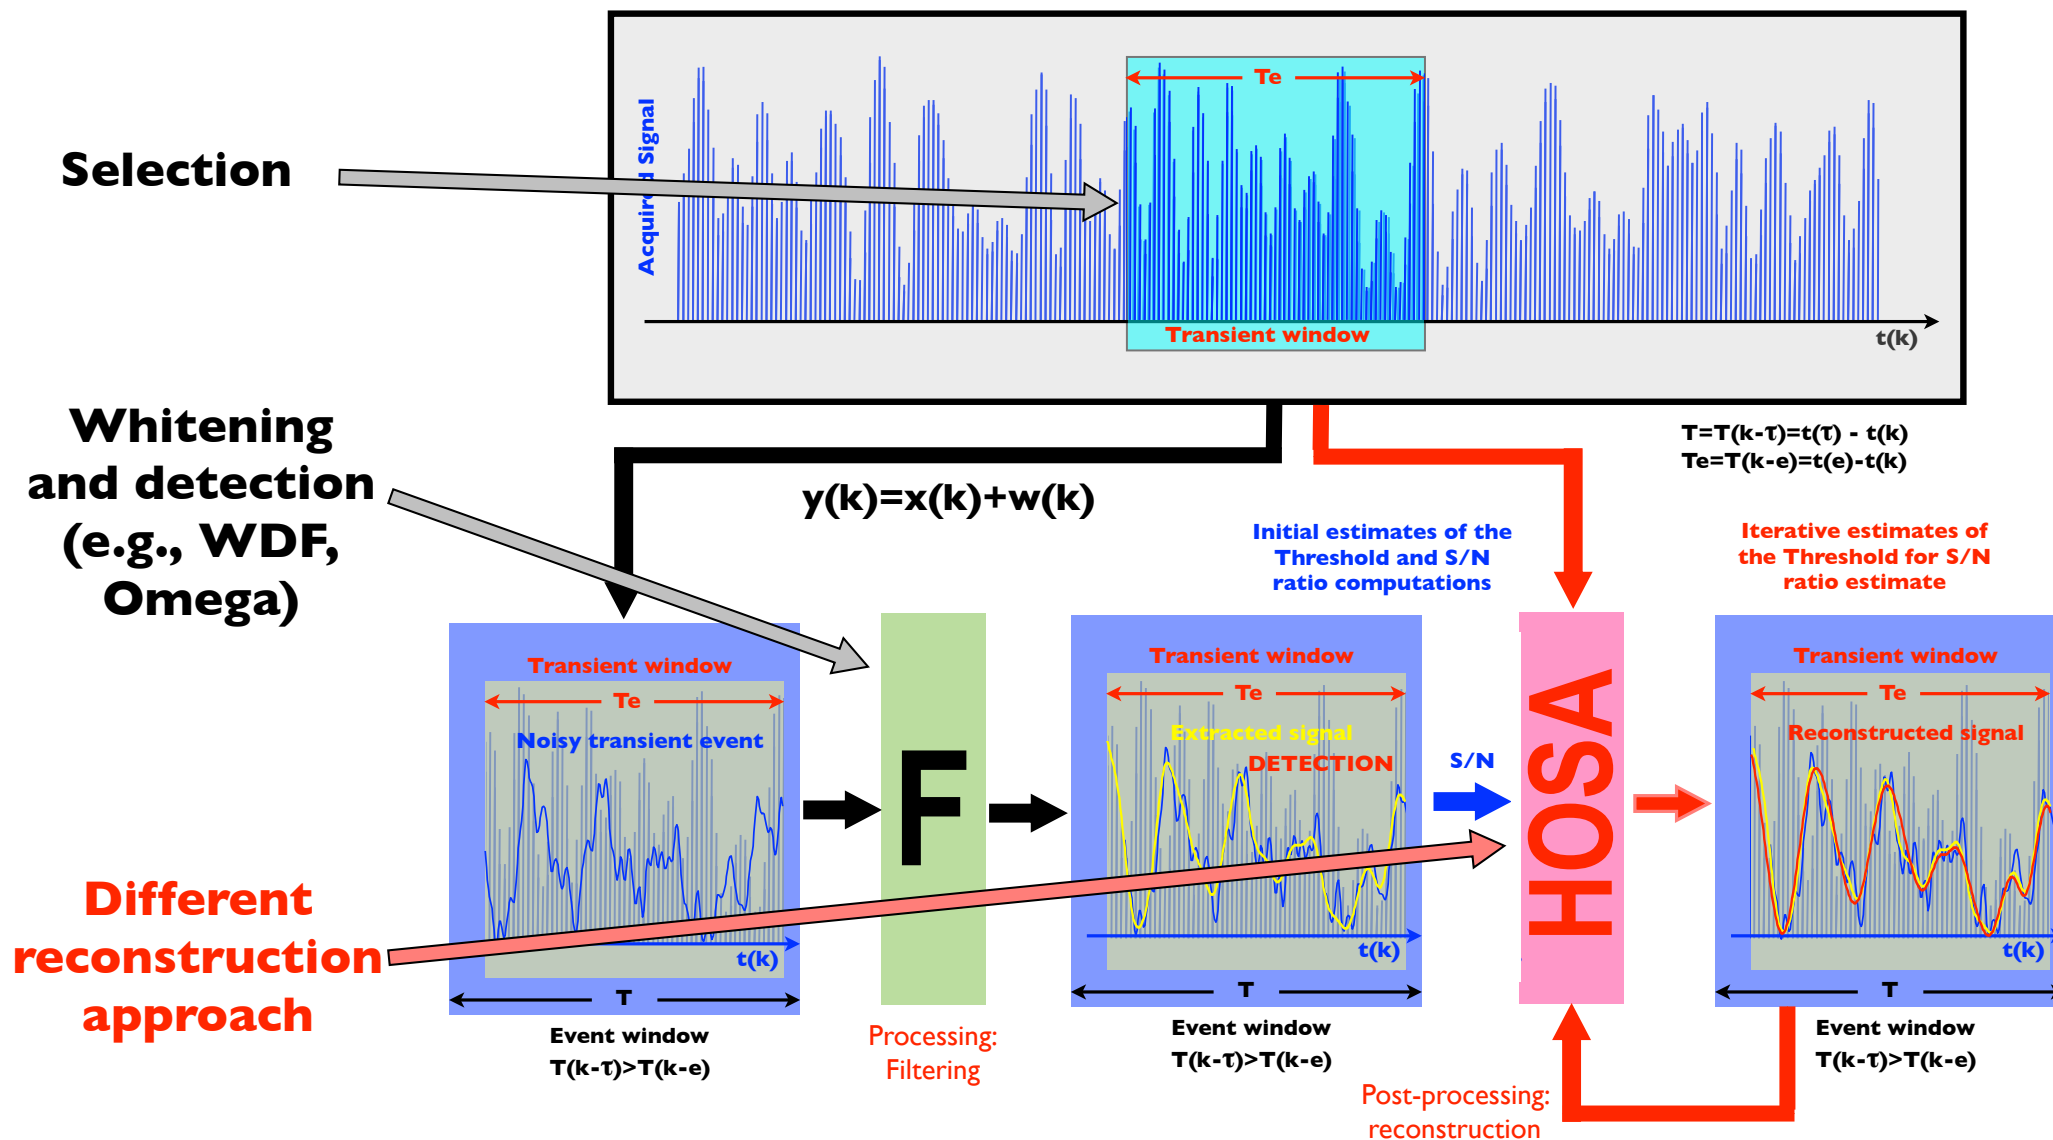 Te
Acquired Signal
Selection
Transient window
t(k)
Whitening
and detection
(e.g., WDF,
Omega)
T=T(k-τ)=t(τ) - t(k)
Te=T(k-e)=t(e)-t(k)
y(k)=x(k)+w(k)
Initial estimates of the
Threshold and S/N
ratio computations
Iterative estimates of
the Threshold for S/N
ratio estimate
Transient window
Te
Noisy transient event
t(k)
T
Event window
T(k-τ)>T(k-e)
F
Processing:
Filtering
Transient window
Te
Extracted signal
DETECTION
t(k)
T
Event window
T(k-τ)>T(k-e)
S/N
HOSA
Transient window
Te
Reconstructed signal
t(k)
T
Event window
T(k-τ)>T(k-e)
Different
reconstruction
approach
Post-processing:
reconstruction